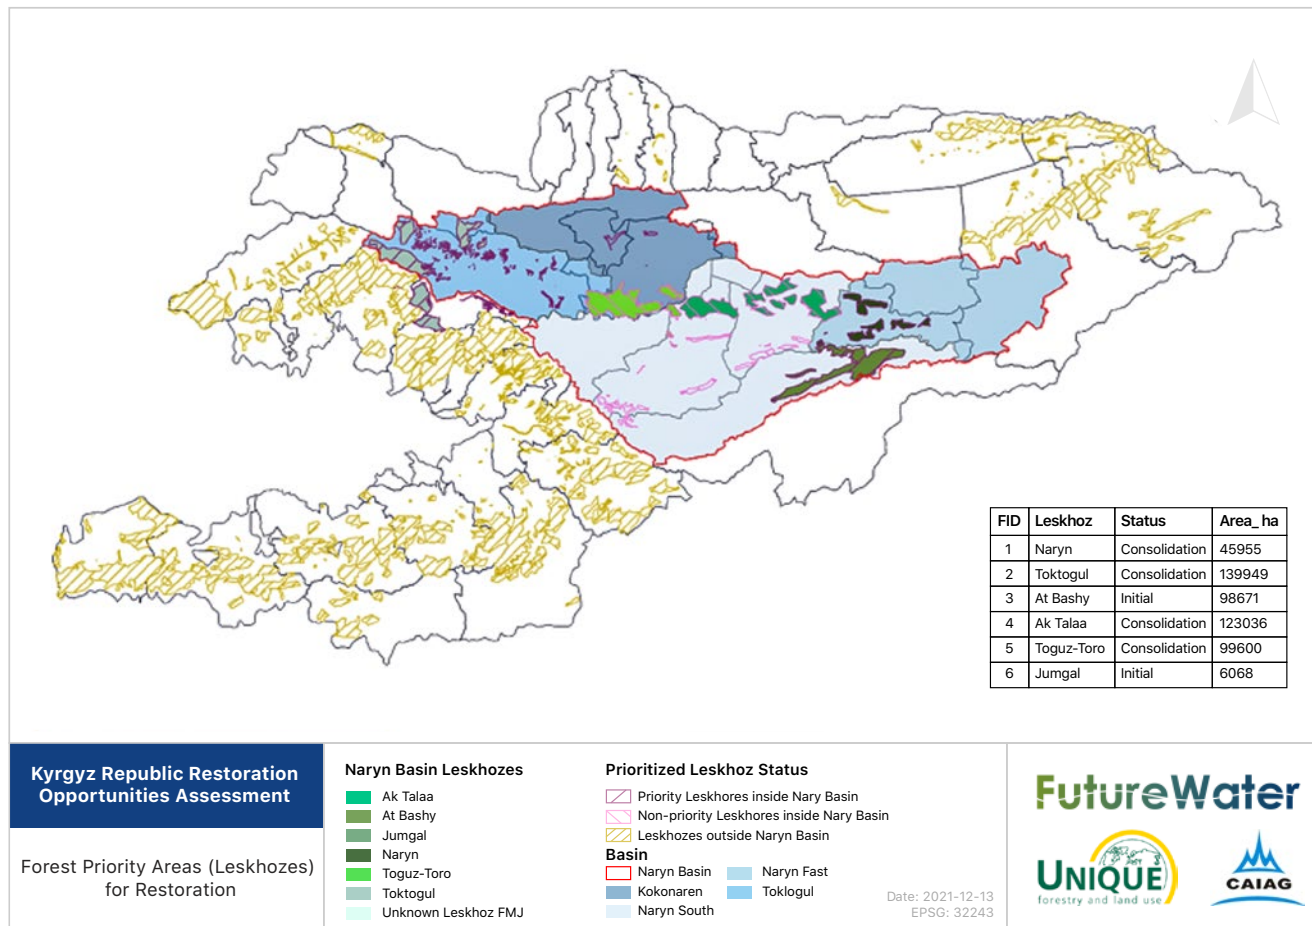 FID Leskhoz Status Area_ ha
1 Naryn Consolidation 45955
2 Toktogul Consolidation 139949
3 At Bashy Initial 98671
4 Ak Talaa Consolidation 123036
5 Toguz-Toro Consolidation 99600
6 Jumgal Initial 6068
Kyrgyz Republic Restoration
Opportunities Assessment
Forest Priority Areas (Leskhozes)
for Restoration
Naryn Basin Leskhozes
Ak Talaa
At Bashy
Jumgal
Naryn
Toguz-Toro
Toktogul
Unknown Leskhoz FMJ
Prioritized Leskhoz Status
Priority Leskhores inside Nary Basin
Non-priority Leskhores inside Nary Basin
Leskhozes outside Naryn Basin
Basin
Naryn Basin
Kokonaren
Naryn South
Naryn Fast
Toklogul
Date: 2021-12-13
EPSG: 32243
FutureWater
UNIQUE
forestry and land use
CAIAG